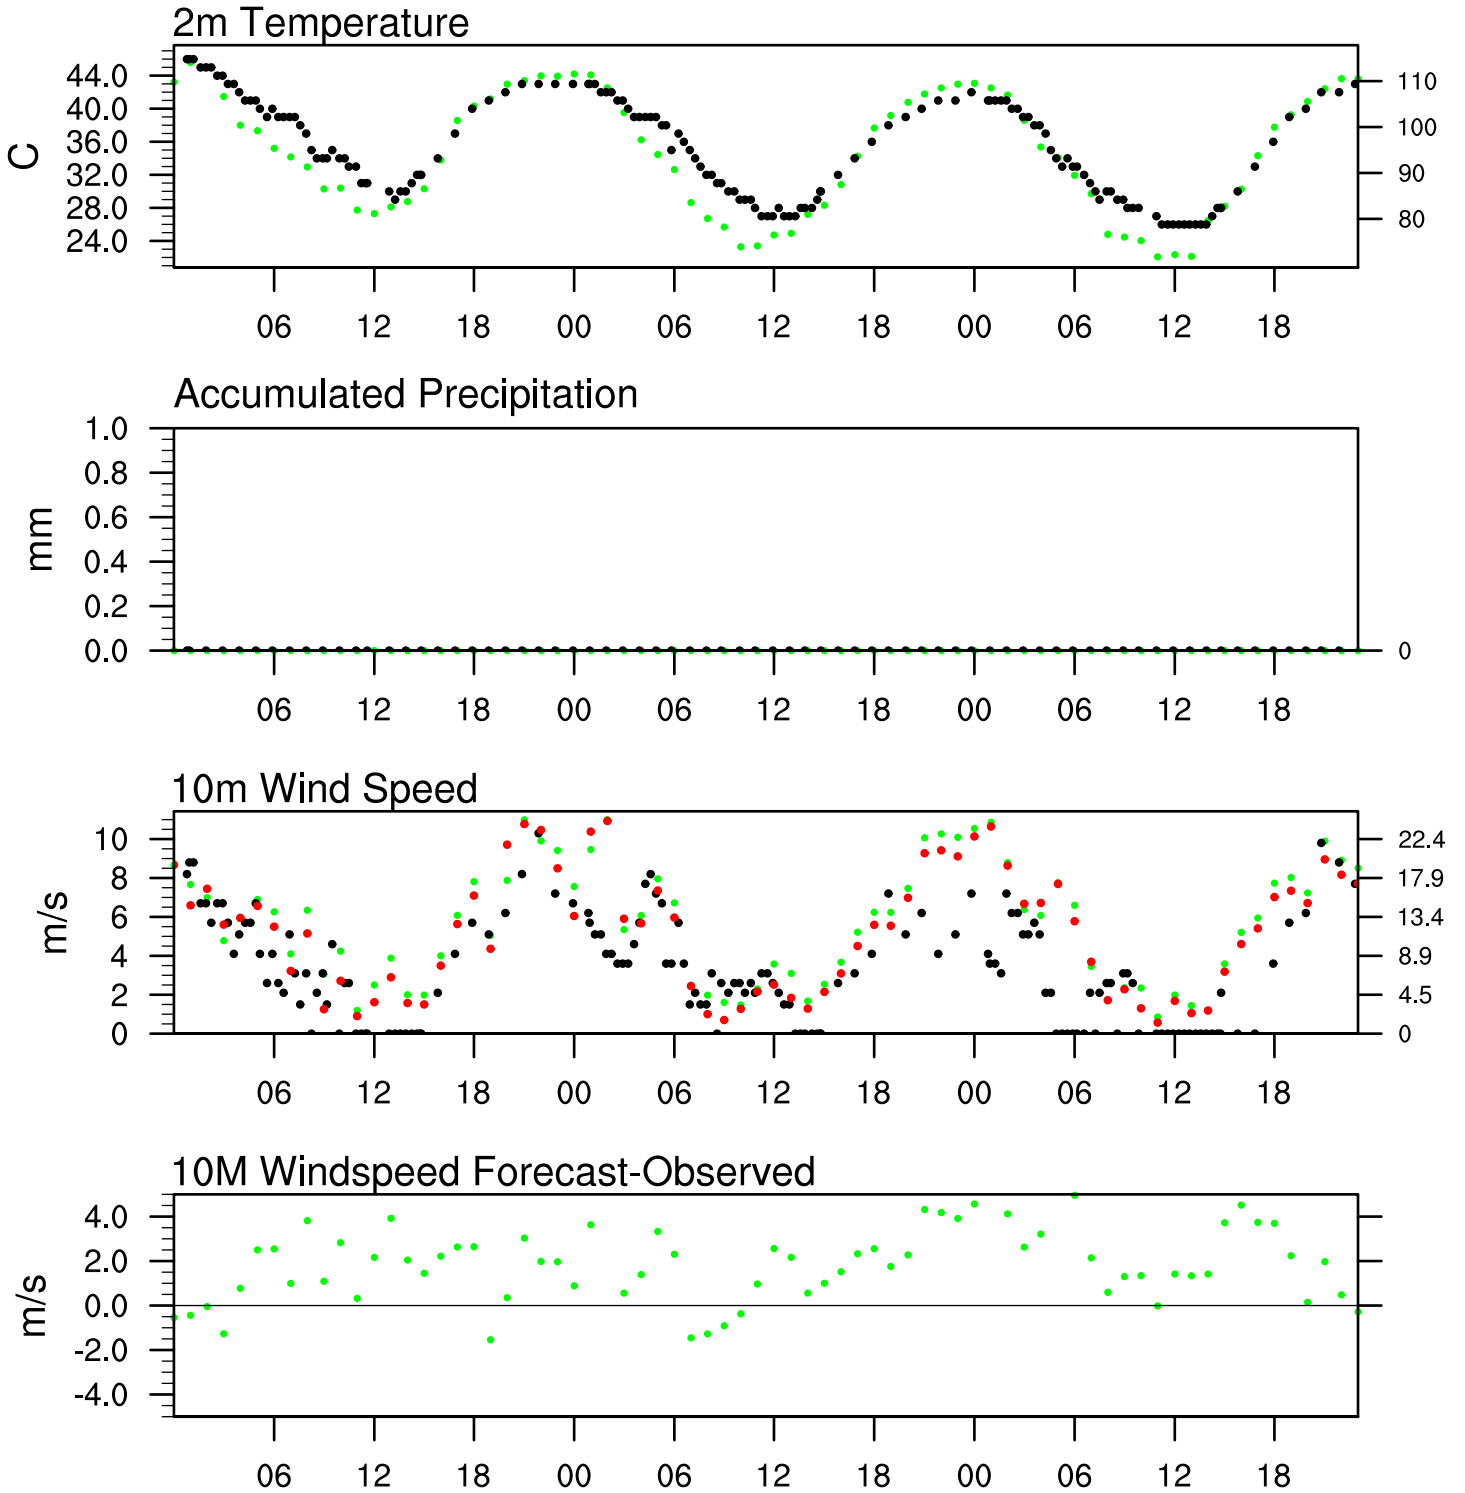 2m Temperature
44.0
40.0
36.0
32.0
28.0
24.0
C
110
100
90
80
06 12 18 00 06 12 18 00 06 12 18
Accumulated Precipitation
1.0
0.8
0.6
0.4
0.2
0.0
mm
0
06 12 18 00 06 12 18 00 06 12 18
10m Wind Speed
10
8
6
4
2
0
m/s
22.4
17.9
13.4
8.9
4.5
0
06 12 18 00 06 12 18 00 06 12 18
10M Windspeed Forecast-Observed
4.0
2.0
0.0
-2.0
-4.0
m/s
06 12 18 00 06 12 18 00 06 12 18